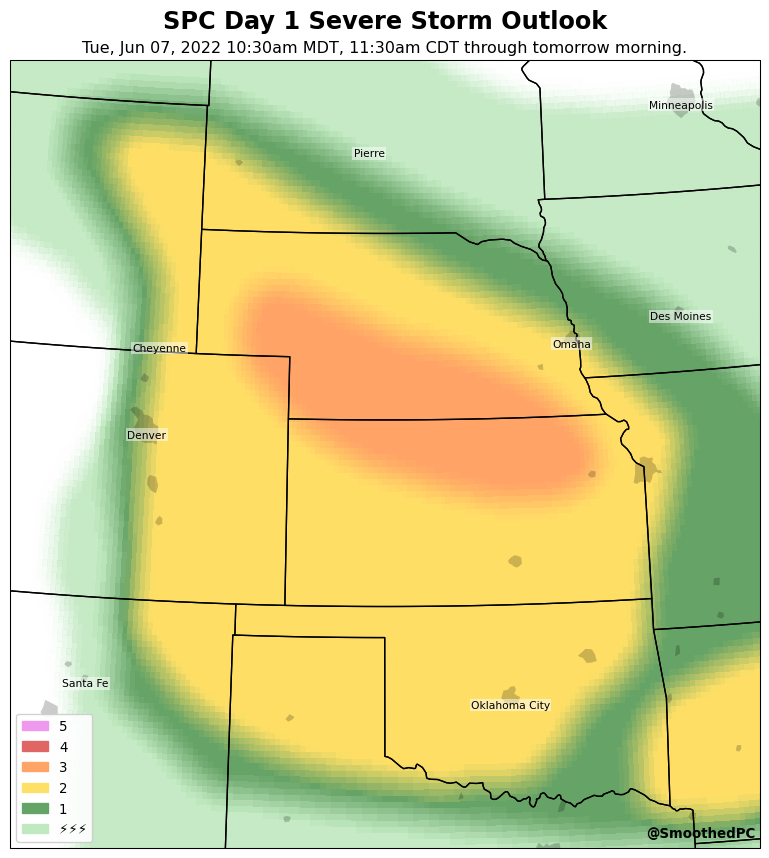 SPC Day 1 Severe Storm Outlook
Tue, Jun 07, 2022 10:30am MDT, 11:30am CDT through tomorrow morning.
Minneapolis
Pierre
Des Moines
Omaha
Cheyenne
Denver
Santa Fe
Oklahoma City
5
4
3
2
1
⚡⚡⚡
@SmoothedPC